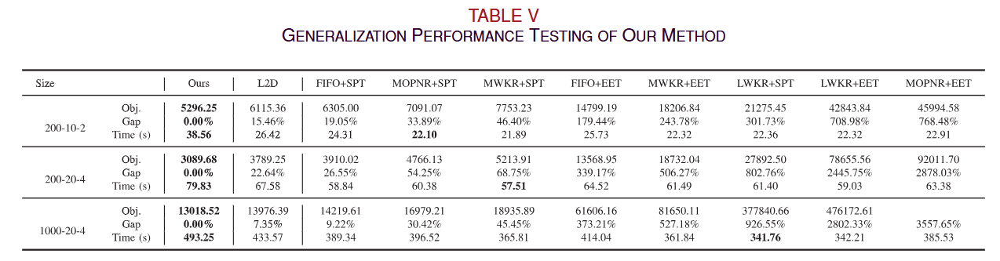 TABLE V
GENERALIZATION PERFORMANCE TESTING OF OUR METHOD
Size Ours L2D FIFO+SPT MOPNR+SPT MWKR+SPT FIFO+EET MWKR+EET LWKR+SPT LWKR+EET MOPNR+EET
Obj. 5296.25 6115.36 6305.00 7091.07 7753.23 14799.19 18206.84 21275.45 42843.84 45994.58
200-10-2 Gap 0.00% 15.46% 19.05% 33.89% 46.40% 179.44% 243.78% 301.73% 708.98% 768.48%
Time (s) 38.56 26.42 24.31 22.10 21.89 25.73 22.32 22.36 22.32 22.91
Obj. 3089.68 3789.25 3910.02 4766.13 5213.91 13568.95 18732.04 27892.50 78655.56 92011.70
200-20-4 Gap 0.00% 22.64% 26.55% 54.25% 68.75% 339.17% 506.27% 802.76% 2445.75% 2878.03%
Time (s) 79.83 67.58 58.84 60.38 57.51 64.52 61.49 61.40 59.03 63.38
Obj. 13018.52 13976.39 14219.61 16979.21 18935.89 61606.16 81650.11 377840.66 476172.61
1000-20-4 Gap 0.00% 7.35% 9.22% 30.42% 45.45% 373.21% 527.18% 926.55% 2802.33% 3557.65%
Time (s) 493.25 433.57 389.34 396.52 365.81 414.04 361.84 341.76 342.21 385.53